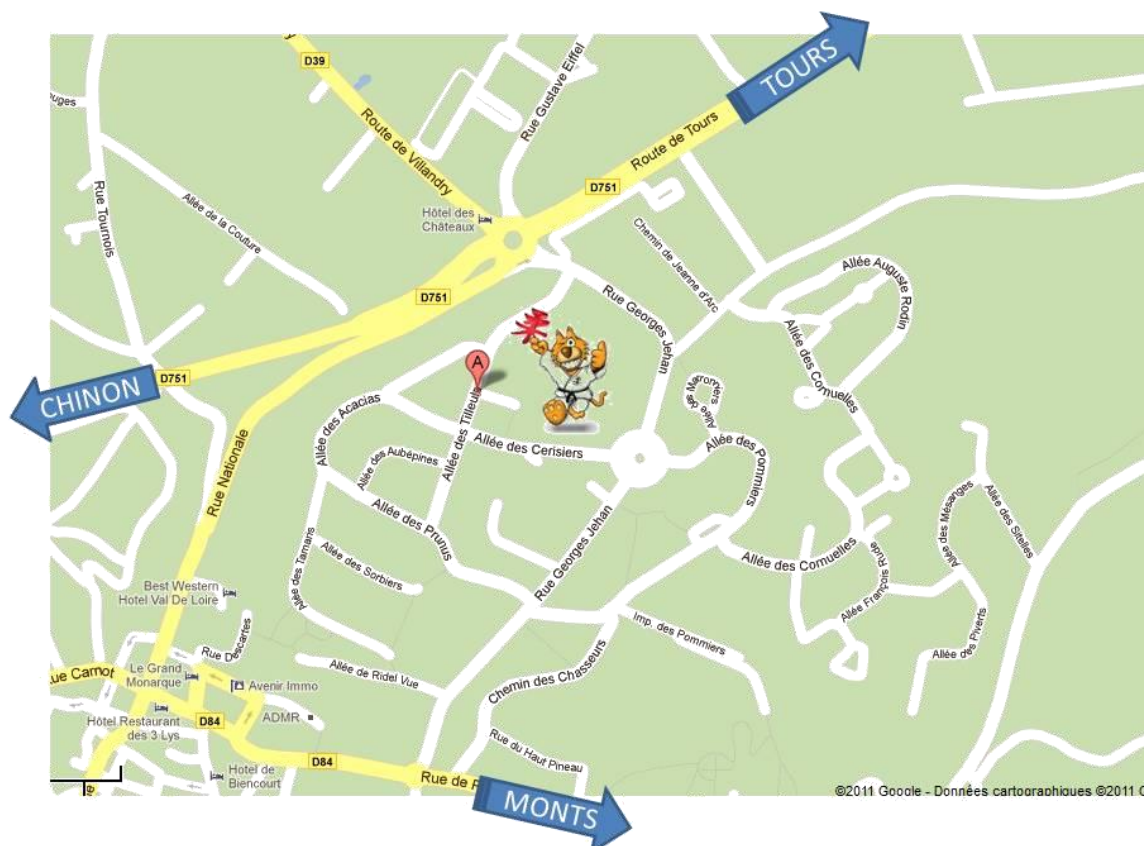 TOURS
D39
Rue Gustave Eiffel
Route de Villandry
Route de Tours
D751
Rue Tournois
Allée de la Couture
Hôtel des
Châteaux
Chemin de Jeanne d'Arc
Allée Auguste Rodin
D751
Rue Georges Jehan
Allée des Cornuelles
柔
A
CHINON
D751
Allée des Acacias
Allée des Tilleuls
Allée des Marronniers
Allée des Cerisiers
Allée des Pommiers
Allée des Aubépines
Rue Nationale
Allée des Prunus
Rue Georges Jehan
Allée des Mésanges
Allée des Sitelles
Allée des Cornuelles
Allée François Rude
Allée des Sorbiers
Allée des Tamaris
Best Western
Hotel Val De Loire
Imp. des Pommiers
Allée des Piverts
Rue Descartes
Allée de Ridel Vue
Chemin des Chasseurs
Le Grand
Monarque
Avenir Immo
Carnot
Hôtel Restaurant
des 3 Lys
D84
ADMR
Rue du Haut Pineau
D84
Hotel de
Biencourt
Rue de
MONTS
©2011 Google - Données cartographiques ©2011